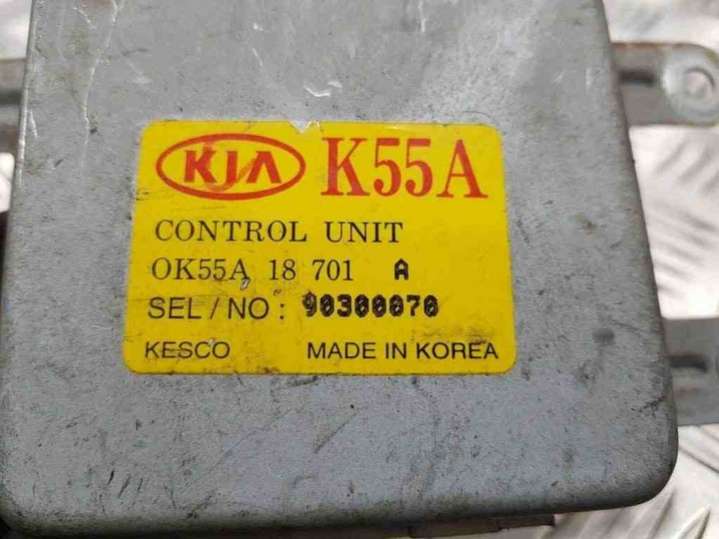 KIA K55A
CONTROL UNIT
OK55A 18 701 A
SEL/NO: 90300070
KESCO MADE IN KOREA